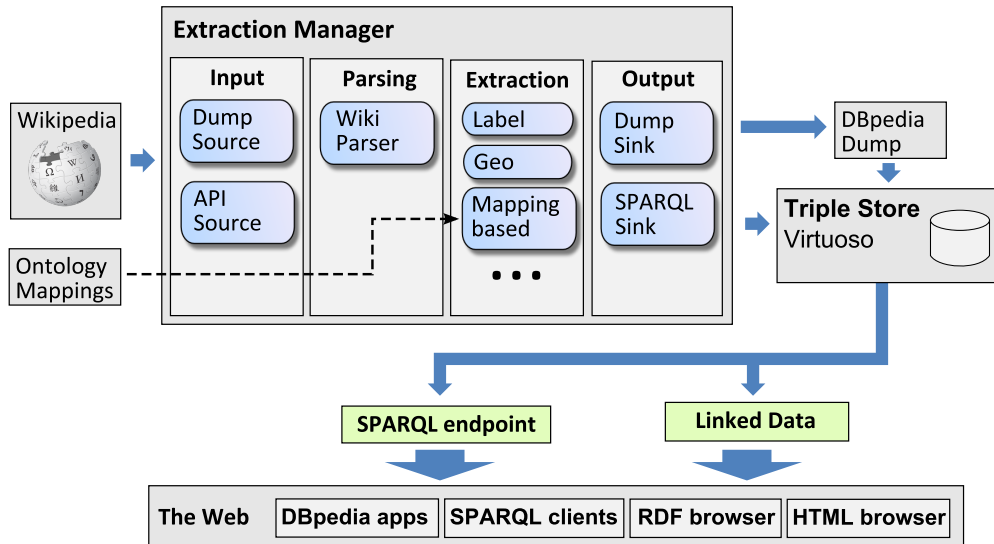 Extraction Manager
Input
Parsing
Extraction
Output
Wikipedia
Dump
Source
API
Source
Wiki
Parser
Label
Geo
Mapping
based
...
Dump
Sink
SPARQL
Sink
DBpedia
Dump
Triple Store
Virtuoso
Ontology
Mappings
SPARQL endpoint
Linked Data
The Web
DBpedia apps
SPARQL clients
RDF browser
HTML browser